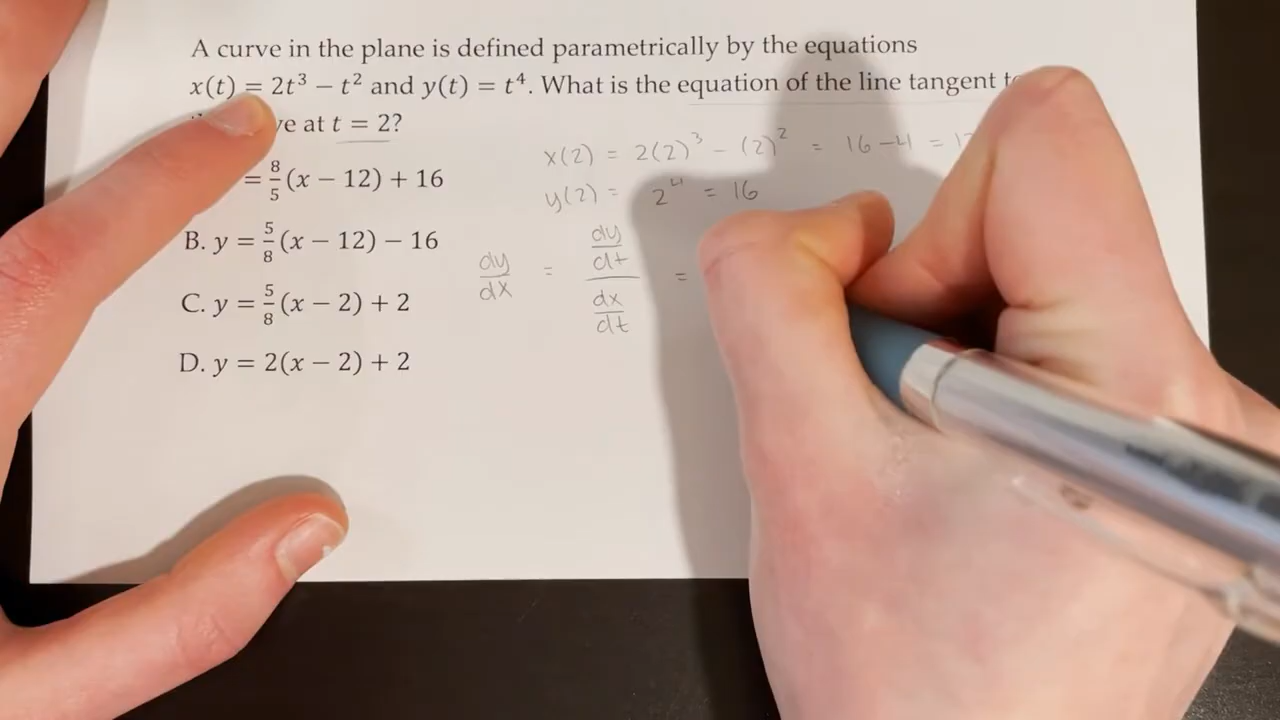 A curve in the plane is defined parametrically by the equations
x(t) = 2t³ − t² and y(t) = t⁴. What is the equation of the line tangent
at t = 2?
x(2) = 2(2)³ − (2)² = 16 − 4 =
= 8/5 (x − 12) + 16
y(2) = 2⁴ = 16
B. y = 5/8 (x − 12) − 16
dy/dx = (dy/dt)/(dx/dt) =
C. y = 5/8 (x − 2) + 2
D. y = 2(x − 2) + 2